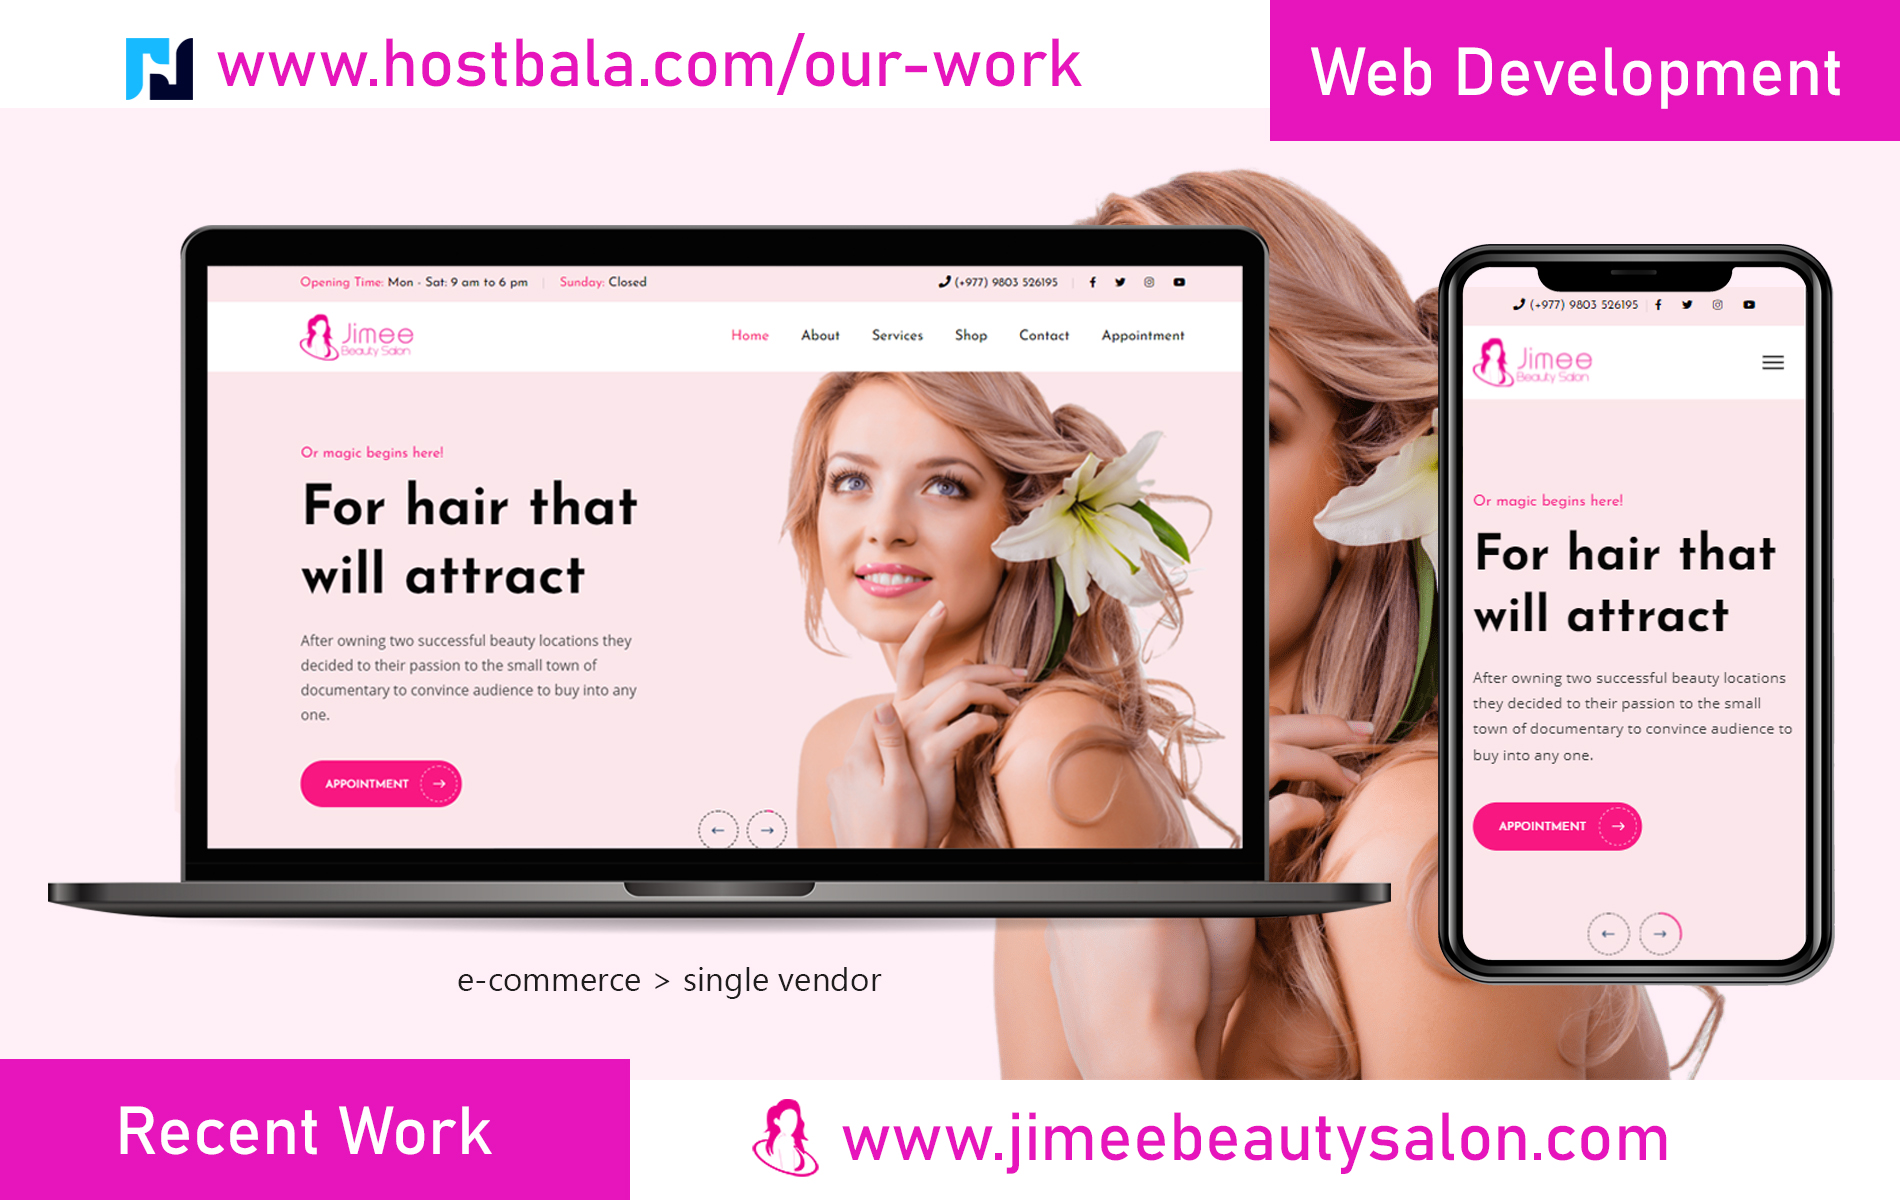 www.hostbala.com/our-work
Web Development
Opening Time: Mon - Sat: 9 am to 6 pm | Sunday: Closed
(+977) 9803 526195
Jimee
Beauty Salon
Home About Services Shop Contact Appointment
Or magic begins here!
For hair that
will attract
After owning two successful beauty locations they
decided to their passion to the small town of
documentary to convince audience to buy into any
one.
APPOINTMENT
(+977) 9803 526195
Jimee
Beauty Salon
Or magic begins here!
For hair that
will attract
After owning two successful beauty locations
they decided to their passion to the small
town of documentary to convince audience to
buy into any one.
APPOINTMENT
e-commerce > single vendor
Recent Work
www.jimeebeautysalon.com